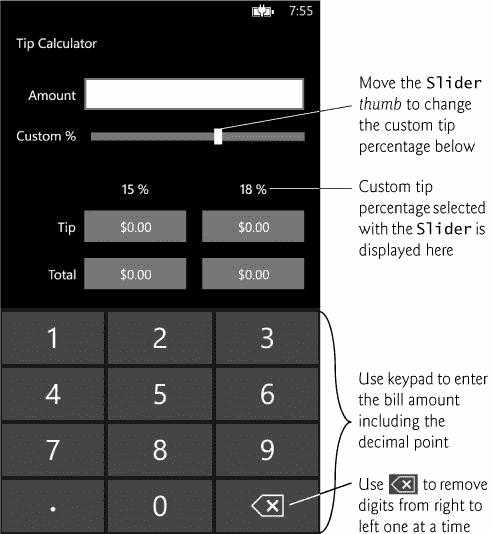 7:55
Tip Calculator
Amount
Custom %
15 %
18 %
Tip
$0.00
$0.00
Total
$0.00
$0.00
1
2
3
4
5
6
7
8
9
.
0
Move the Slider
thumb to change
the custom tip
percentage below
Custom tip
percentage selected
with the Slider is
displayed here
Use keypad to enter
the bill amount
including the
decimal point
Use to remove
digits from right to
left one at a time